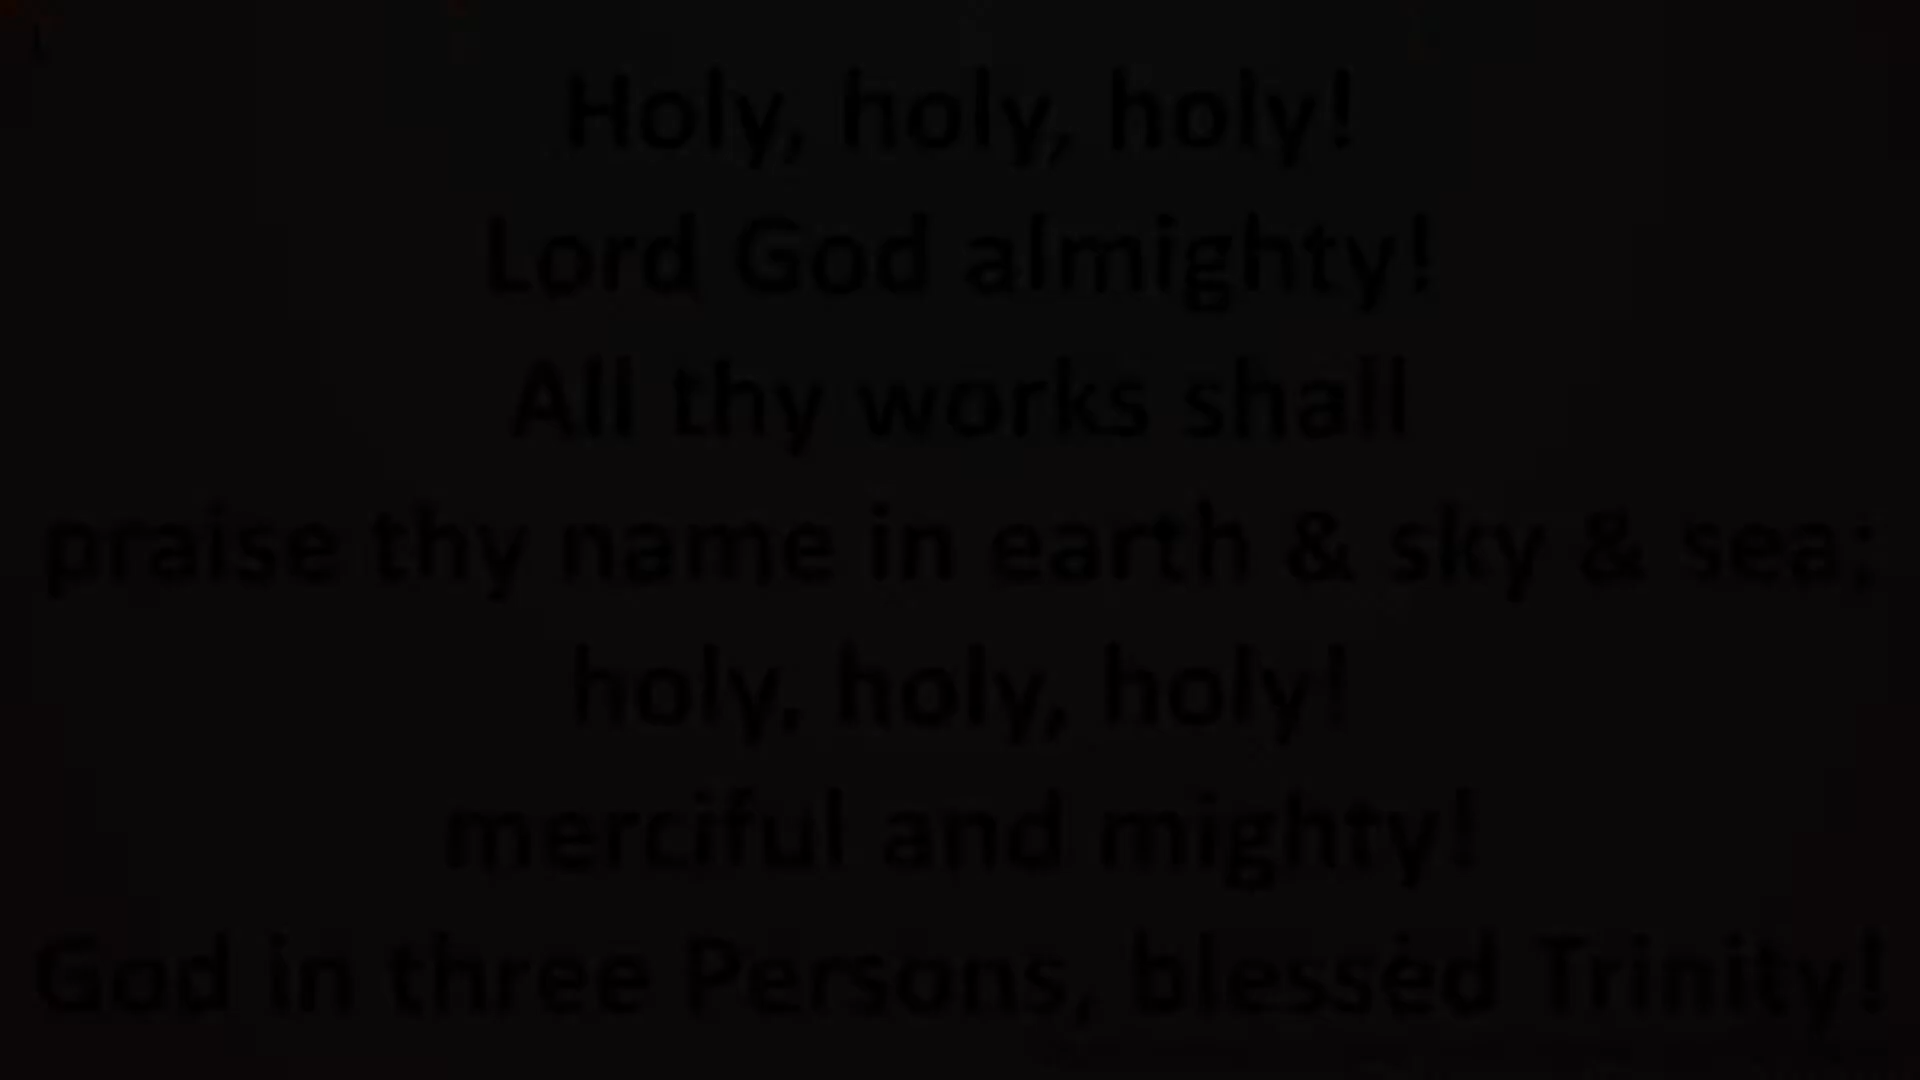 Holy, holy, holy!
Lord God almighty!
All thy works shall
praise thy name in earth & sky & sea;
holy, holy, holy!
merciful and mighty!
God in three Persons, blessèd Trinity!